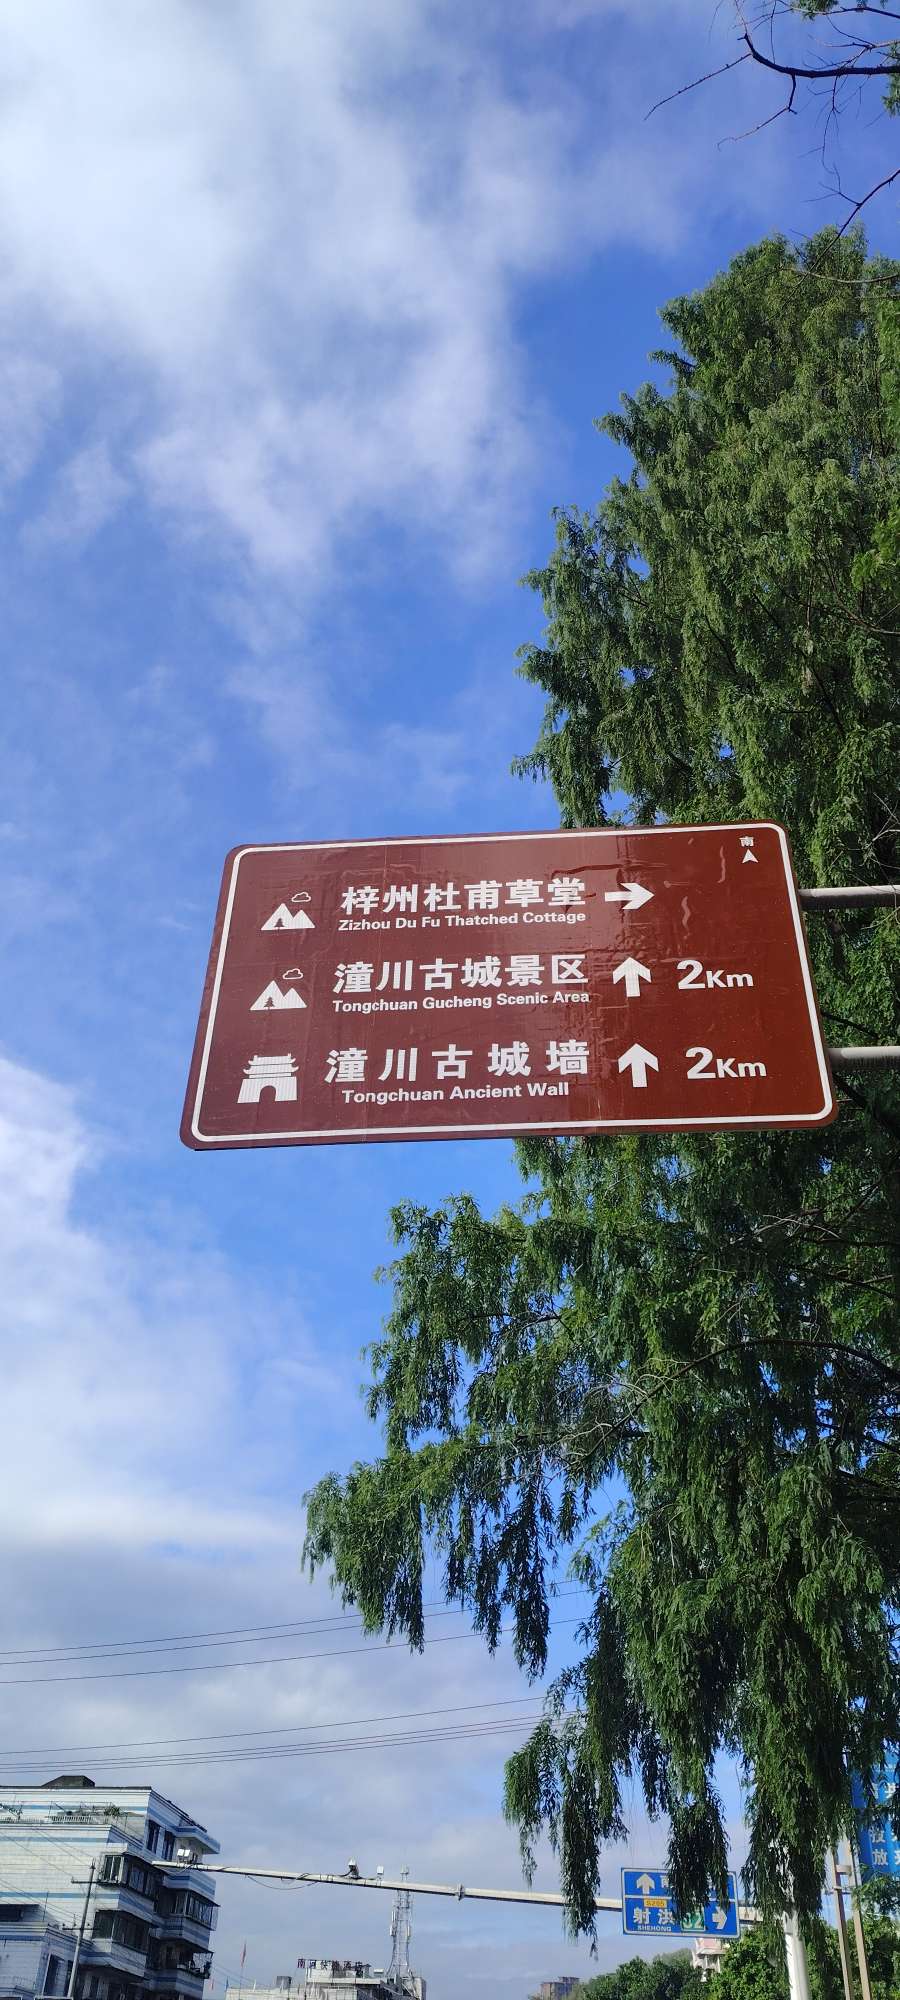 南
梓州杜甫草堂
Zizhou Du Fu Thatched Cottage
潼川古城景区 2Km
Tongchuan Gucheng Scenic Area
潼川古城墙 2Km
Tongchuan Ancient Wall
射洪
SHEHONG